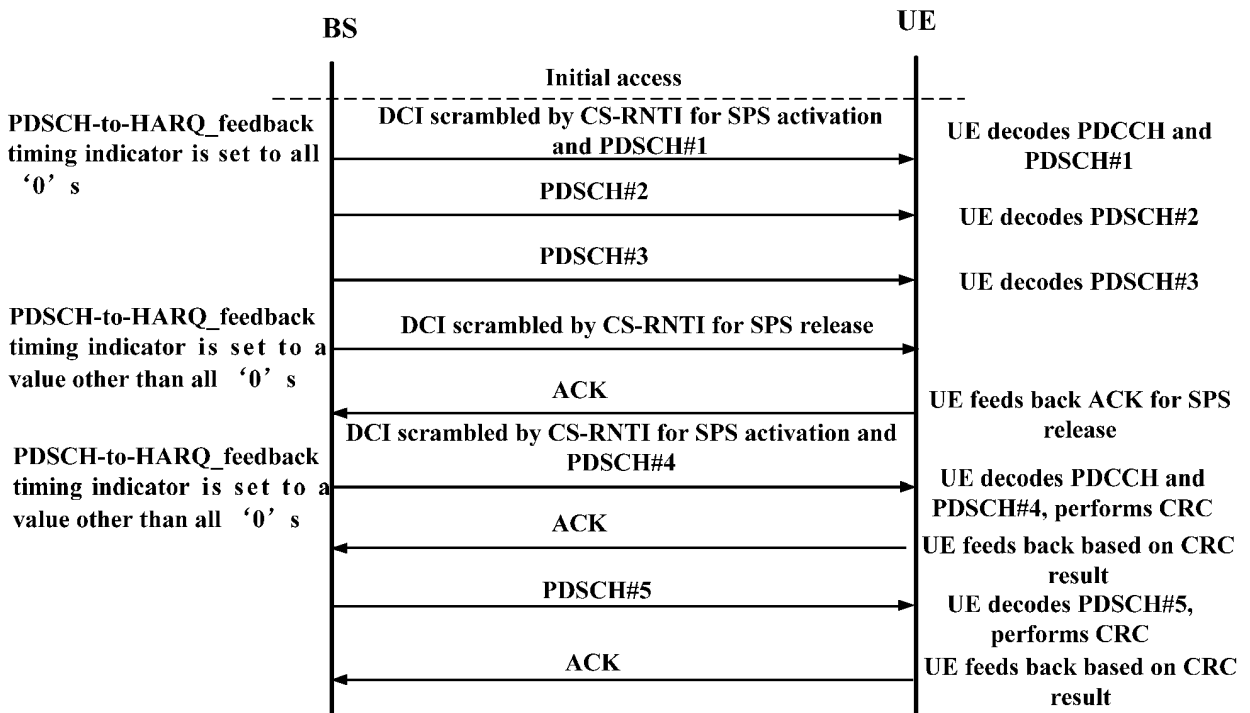 BS
UE
Initial access
PDSCH-to-HARQ_feedback
timing indicator is set to all
‘0’ s
DCI scrambled by CS-RNTI for SPS activation
and PDSCH#1
UE decodes PDCCH and
PDSCH#1
PDSCH#2
UE decodes PDSCH#2
PDSCH#3
UE decodes PDSCH#3
PDSCH-to-HARQ_feedback
timing indicator is set to a
value other than all ‘0’ s
DCI scrambled by CS-RNTI for SPS release
ACK
UE feeds back ACK for SPS
release
PDSCH-to-HARQ_feedback
timing indicator is set to a
value other than all ‘0’ s
DCI scrambled by CS-RNTI for SPS activation and
PDSCH#4
UE decodes PDCCH and
PDSCH#4, performs CRC
ACK
UE feeds back based on CRC
result
PDSCH#5
UE decodes PDSCH#5,
performs CRC
ACK
UE feeds back based on CRC
result